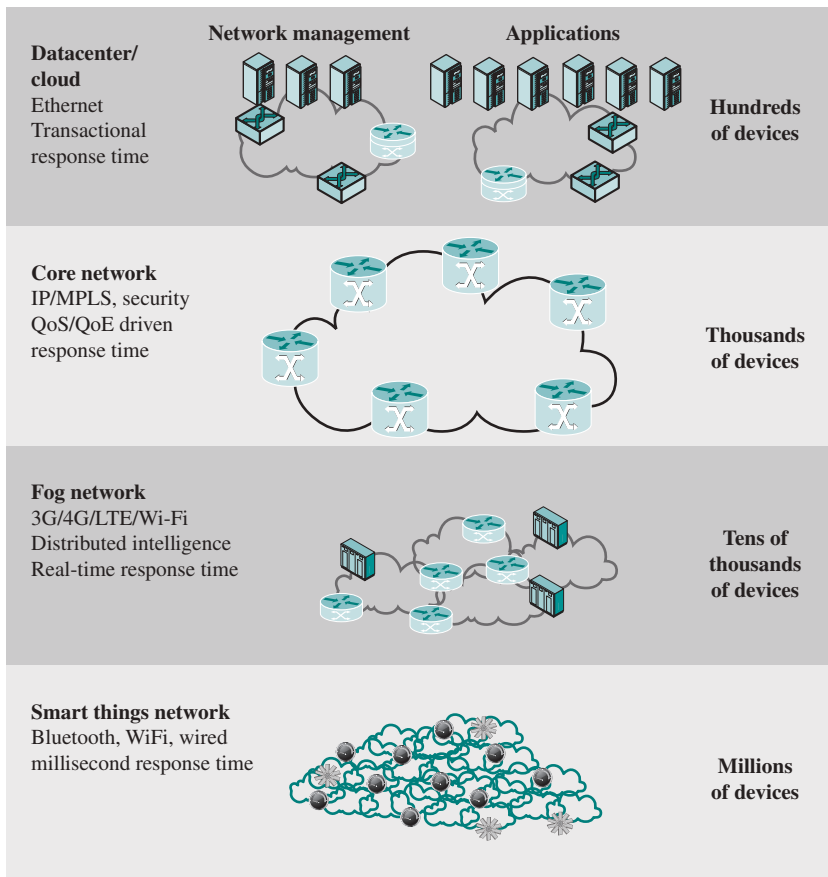 Network management
Applications
Datacenter/
cloud
Ethernet
Transactional
response time
Hundreds
of devices
Core network
IP/MPLS, security
QoS/QoE driven
response time
Thousands
of devices
Fog network
3G/4G/LTE/Wi-Fi
Distributed intelligence
Real-time response time
Tens of
thousands
of devices
Smart things network
Bluetooth, WiFi, wired
millisecond response time
Millions
of devices